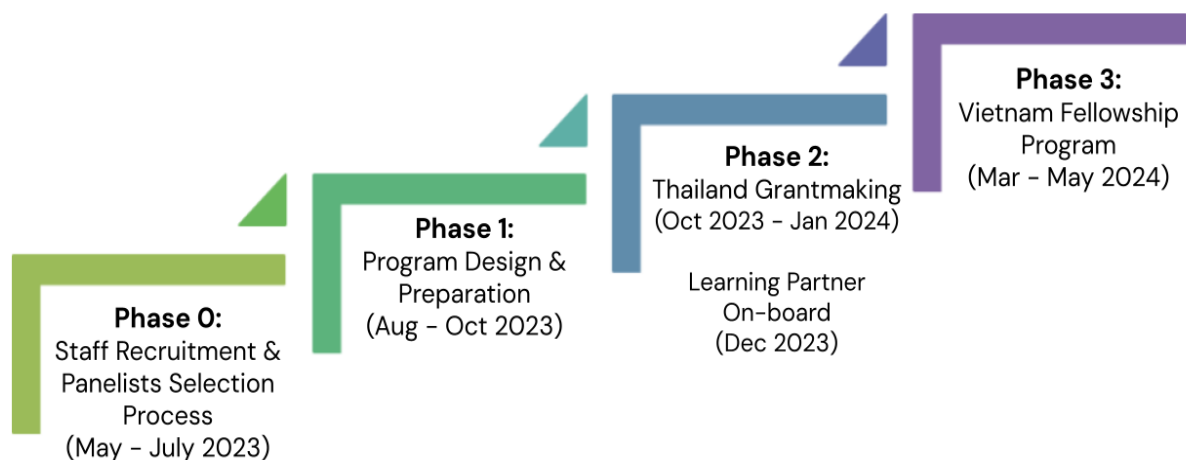 Phase 0:
Staff Recruitment &
Panelists Selection
Process
(May - July 2023)
Phase 1:
Program Design &
Preparation
(Aug - Oct 2023)
Phase 2:
Thailand Grantmaking
(Oct 2023 - Jan 2024)
Learning Partner
On-board
(Dec 2023)
Phase 3:
Vietnam Fellowship
Program
(Mar - May 2024)